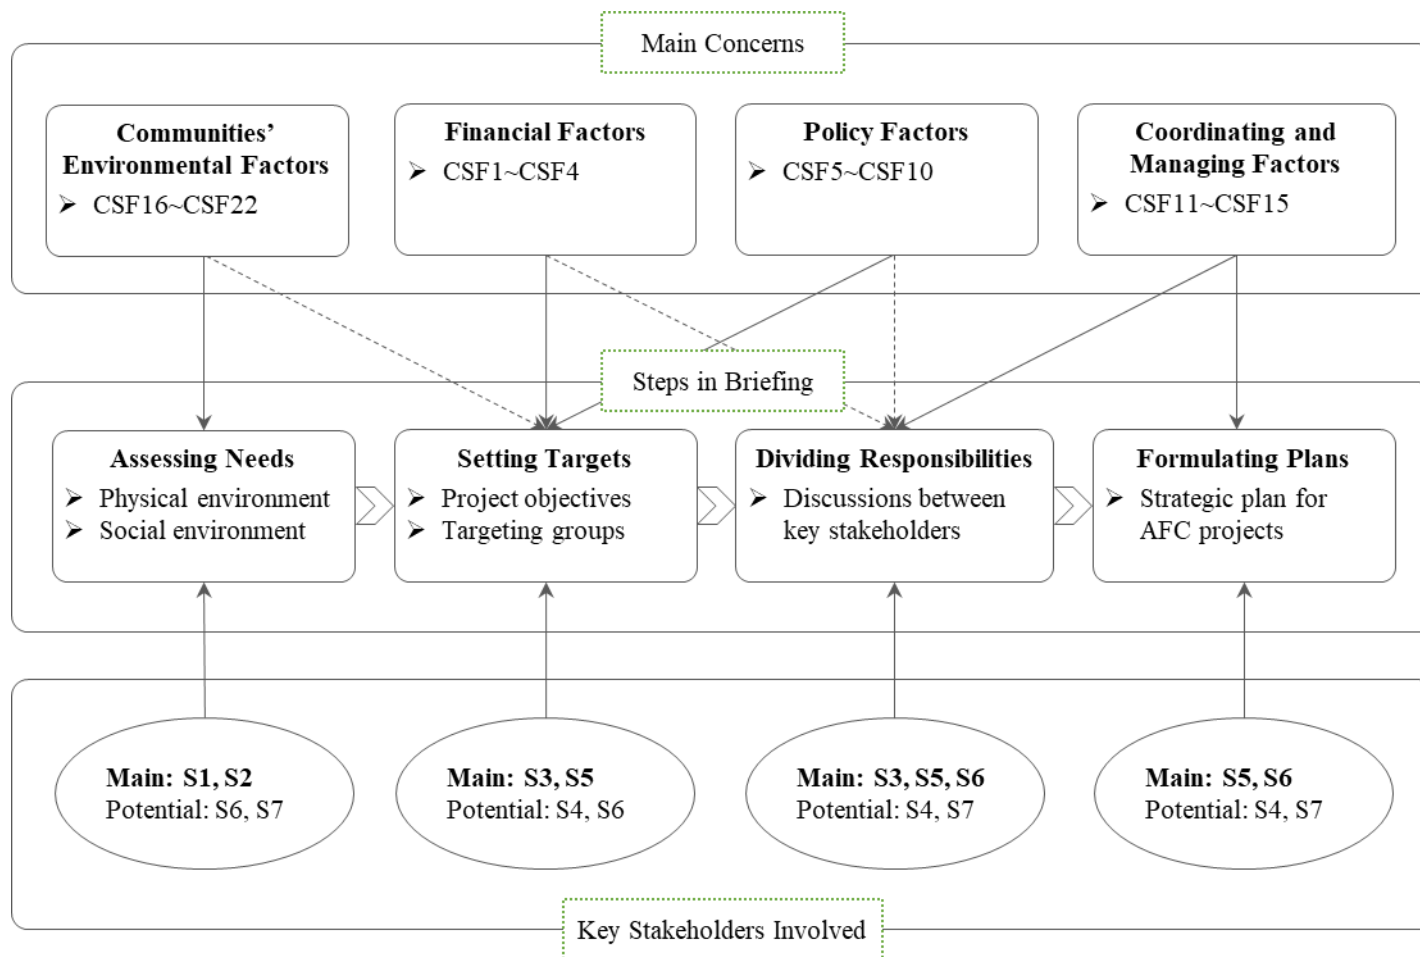 Main Concerns
Communities’
Environmental Factors
➤ CSF16~CSF22
Financial Factors
➤ CSF1~CSF4
Policy Factors
➤ CSF5~CSF10
Coordinating and
Managing Factors
➤ CSF11~CSF15
Steps in Briefing
Assessing Needs
➤ Physical environment
➤ Social environment
Setting Targets
➤ Project objectives
➤ Targeting groups
Dividing Responsibilities
➤ Discussions between
key stakeholders
Formulating Plans
➤ Strategic plan for
AFC projects
Main: S1, S2
Potential: S6, S7
Main: S3, S5
Potential: S4, S6
Main: S3, S5, S6
Potential: S4, S7
Main: S5, S6
Potential: S4, S7
Key Stakeholders Involved